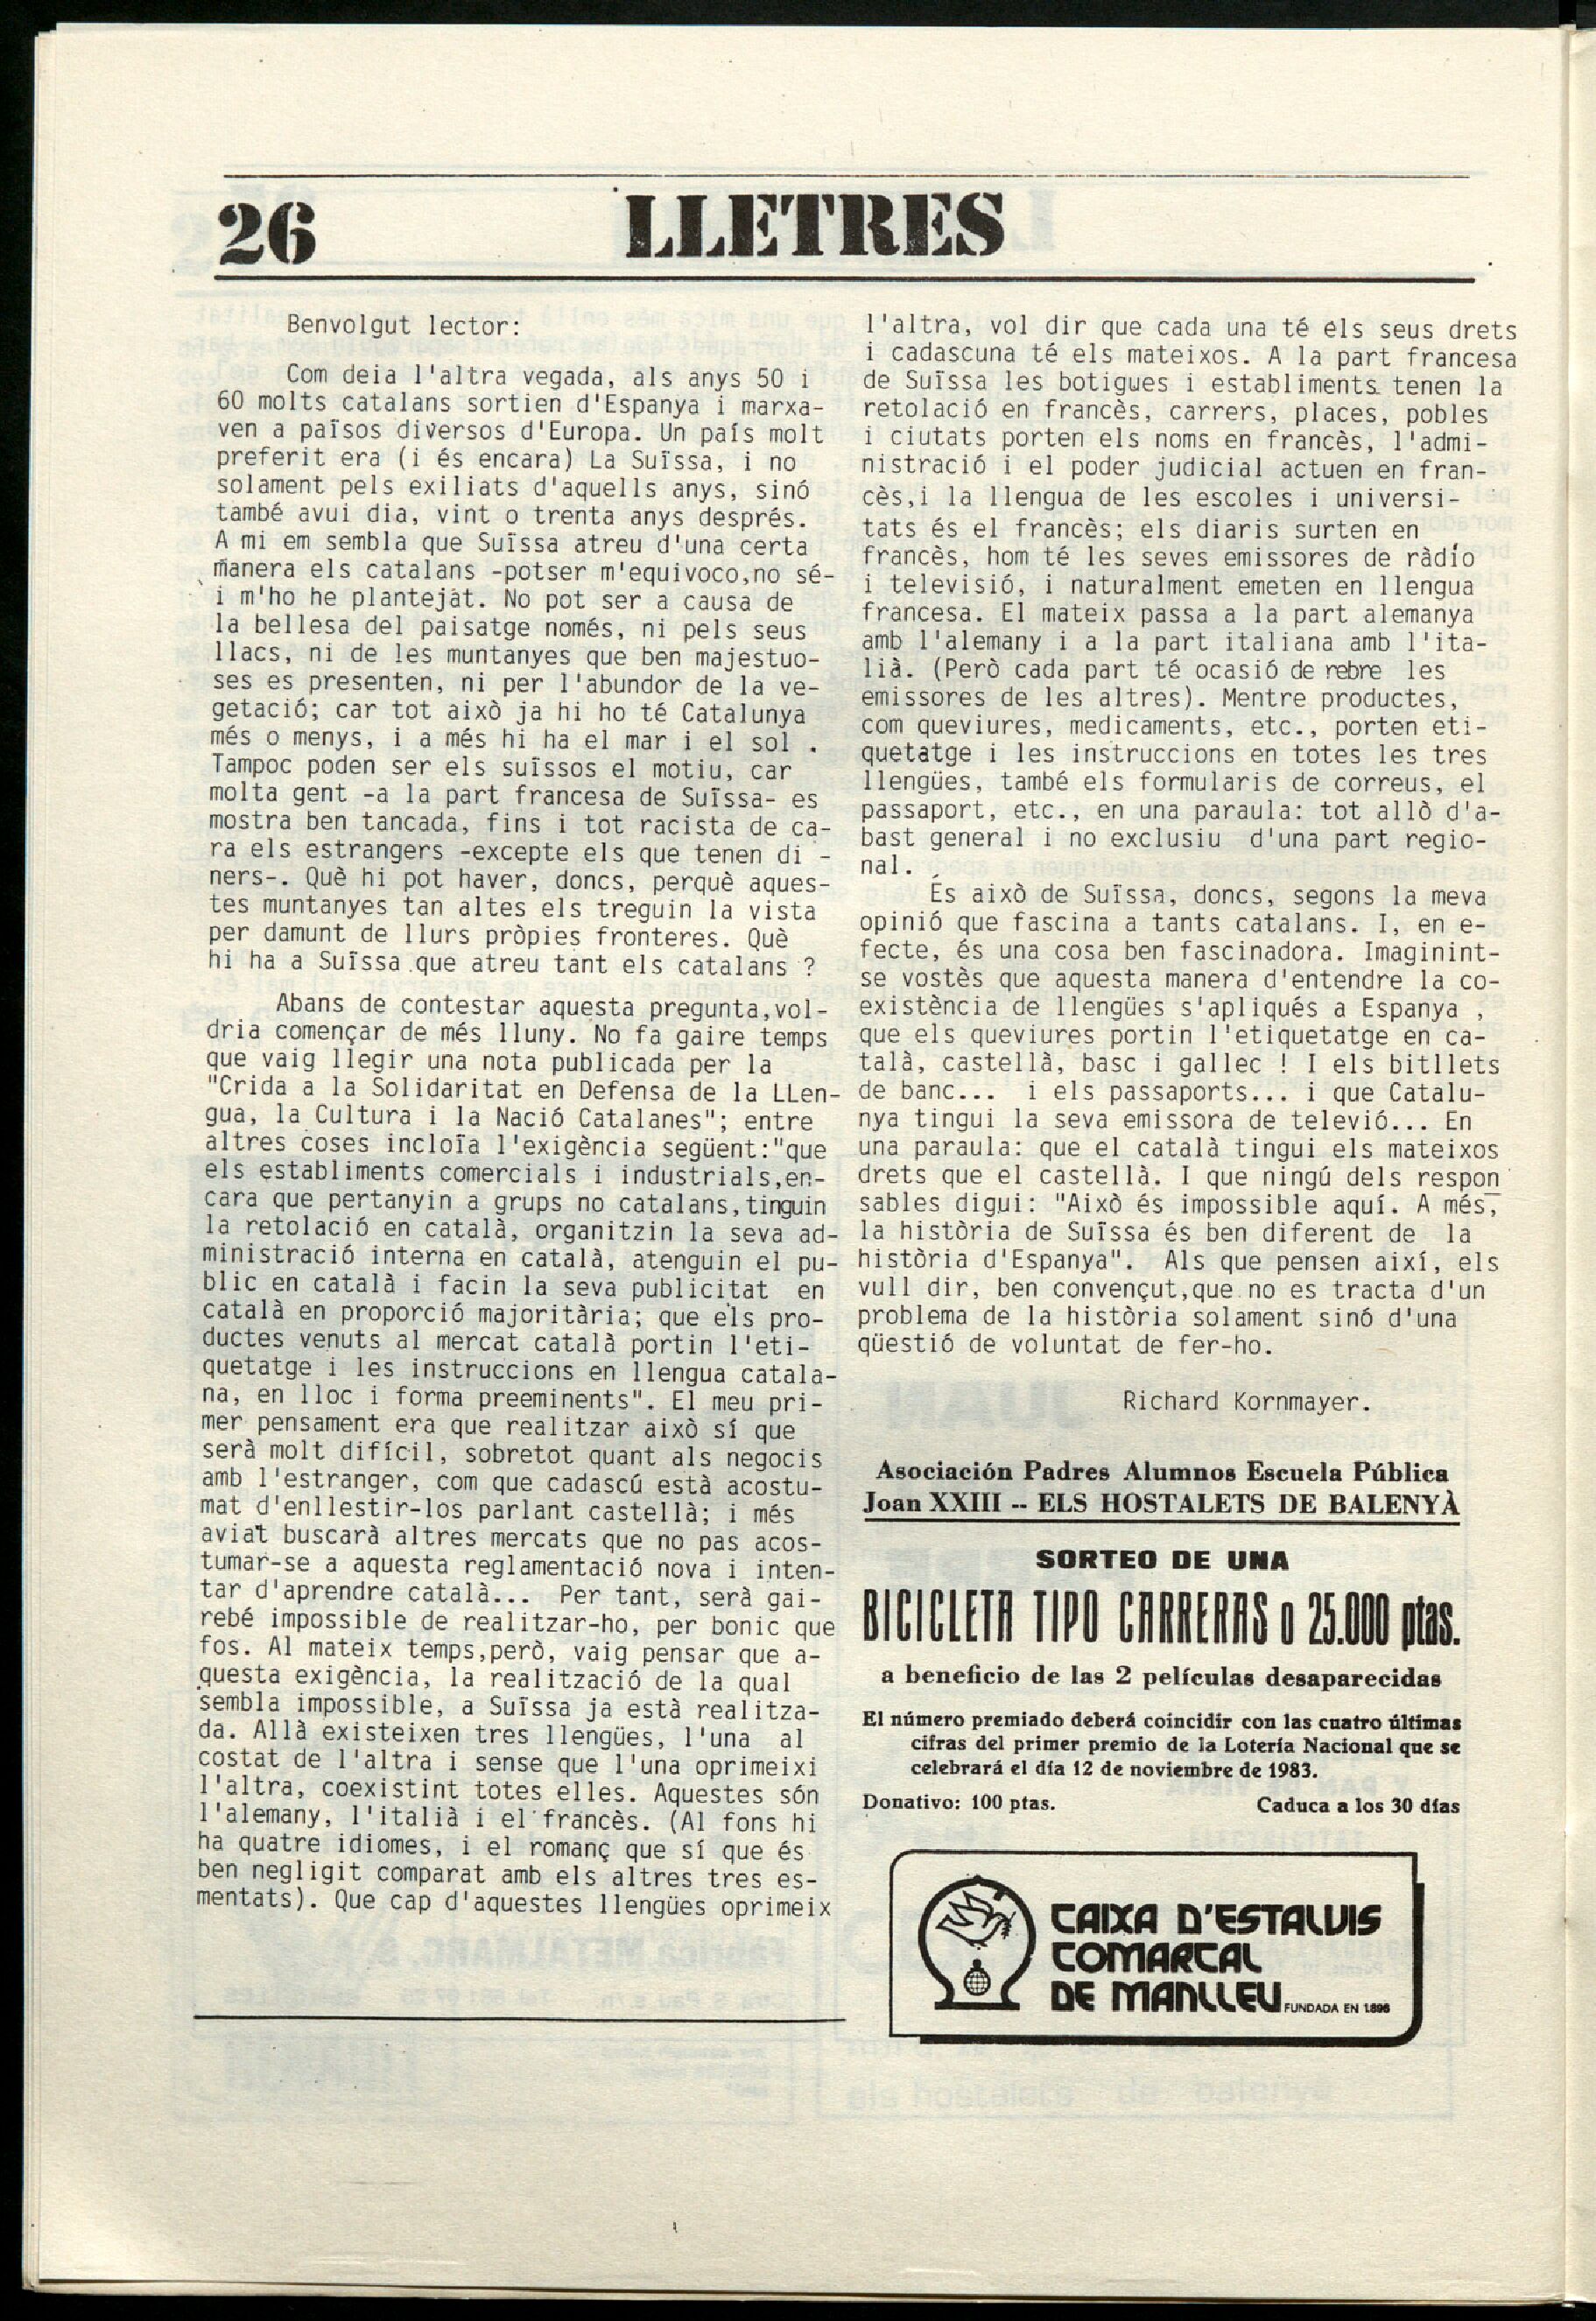 26
LLETRES
Benvolgut lector:
Com deia l'altra vegada, als anys 50 i
60 molts catalans sortien d'Espanya i marxa-
ven a països diversos d'Europa. Un país molt
preferit era (i és encara) La Suïssa, i no
solament pels exiliats d'aquells anys, sinó
també avui dia, vint o trenta anys després.
A mi em sembla que Suïssa atreu d'una certa
manera els catalans -potser m'equivoco,no sé-
i m'ho he plantejat. No pot ser a causa de
la bellesa del paisatge només, ni pels seus
llacs, ni de les muntanyes que ben majestuo-
ses es presenten, ni per l'abundor de la ve-
getació; car tot això ja hi ho té Catalunya
més o menys, i a més hi ha el mar i el sol .
Tampoc poden ser els suïssos el motiu, car
molta gent -a la part francesa de Suïssa- es
mostra ben tancada, fins i tot racista de ca-
ra els estrangers -excepte els que tenen di -
ners-. Què hi pot haver, doncs, perquè aques-
tes muntanyes tan altes els treguin la vista
per damunt de llurs pròpies fronteres. Què
hi ha a Suïssa que atreu tant els catalans ?
Abans de contestar aquesta pregunta,vol-
dria començar de més lluny. No fa gaire temps
que vaig llegir una nota publicada per la
"Crida a la Solidaritat en Defensa de la LLen-
gua, la Cultura i la Nació Catalanes"; entre
altres coses incloïa l'exigència següent:"que
els establiments comercials i industrials,en-
cara que pertanyin a grups no catalans,tinguin
la retolació en català, organitzin la seva ad-
ministració interna en català, atenguin el pu-
blic en català i facin la seva publicitat en
català en proporció majoritària; que els pro-
ductes venuts al mercat català portin l'eti-
quetatge i les instruccions en llengua catala-
na, en lloc i forma preeminents". El meu pri-
mer pensament era que realitzar això sí que
serà molt difícil, sobretot quant als negocis
amb l'estranger, com que cadascú està acostu-
mat d'enllestir-los parlant castellà; i més
aviat buscarà altres mercats que no pas acos-
tumar-se a aquesta reglamentació nova i inten-
tar d'aprendre català... Per tant, serà gai-
rebé impossible de realitzar-ho, per bonic que
fos. Al mateix temps,però, vaig pensar que a-
questa exigència, la realització de la qual
sembla impossible, a Suïssa ja està realitza-
da. Allà existeixen tres llengües, l'una al
costat de l'altra i sense que l'una oprimeixi
l'altra, coexistint totes elles. Aquestes són
l'alemany, l'italià i el francès. (Al fons hi
ha quatre idiomes, i el romanç que sí que és
ben negligit comparat amb els altres tres es-
mentats). Que cap d'aquestes llengües oprimeix
l'altra, vol dir que cada una té els seus drets
i cadascuna té els mateixos. A la part francesa
de Suïssa les botigues i establiments tenen la
retolació en francès, carrers, places, pobles
i ciutats porten els noms en francès, l'admi-
nistració i el poder judicial actuen en fran-
cès,i la llengua de les escoles i universi-
tats és el francès; els diaris surten en
francès, hom té les seves emissores de ràdio
i televisió, i naturalment emeten en llengua
francesa. El mateix passa a la part alemanya
amb l'alemany i a la part italiana amb l'ita-
lià. (Però cada part té ocasió de rebre les
emissores de les altres). Mentre productes,
com queviures, medicaments, etc., porten eti-
quetatge i les instruccions en totes les tres
llengües, també els formularis de correus, el
passaport, etc., en una paraula: tot allò d'a-
bast general i no exclusiu d'una part regio-
nal.
És això de Suïssa, doncs, segons la meva
opinió que fascina a tants catalans. I, en e-
fecte, és una cosa ben fascinadora. Imaginint-
se vostès que aquesta manera d'entendre la co-
existència de llengües s'apliqués a Espanya ,
que els queviures portin l'etiquetatge en ca-
talà, castellà, basc i gallec ! I els bitllets
de banc... i els passaports... i que Catalu-
nya tingui la seva emissora de televió... En
una paraula: que el català tingui els mateixos
drets que el castellà. I que ningú dels respon
sables digui: "Això és impossible aquí. A més,
la història de Suïssa és ben diferent de la
història d'Espanya". Als que pensen així, els
vull dir, ben convençut,que no es tracta d'un
problema de la història solament sinó d'una
qüestió de voluntat de fer-ho.
Richard Kornmayer.
Asociación Padres Alumnos Escuela Pública
Joan XXIII -- ELS HOSTALETS DE BALENYÀ
SORTEO DE UNA
BICICLETA TIPO CARRERAS o 25.000 ptas.
a beneficio de las 2 películas desaparecidas
El número premiado deberá coincidir con las cuatro últimas
cifras del primer premio de la Lotería Nacional que se
celebrará el día 12 de noviembre de 1983.
Donativo: 100 ptas. Caduca a los 30 días
CAIXA D'ESTALVIS
COMARCAL
DE MANLLEU FUNDADA EN 1.896